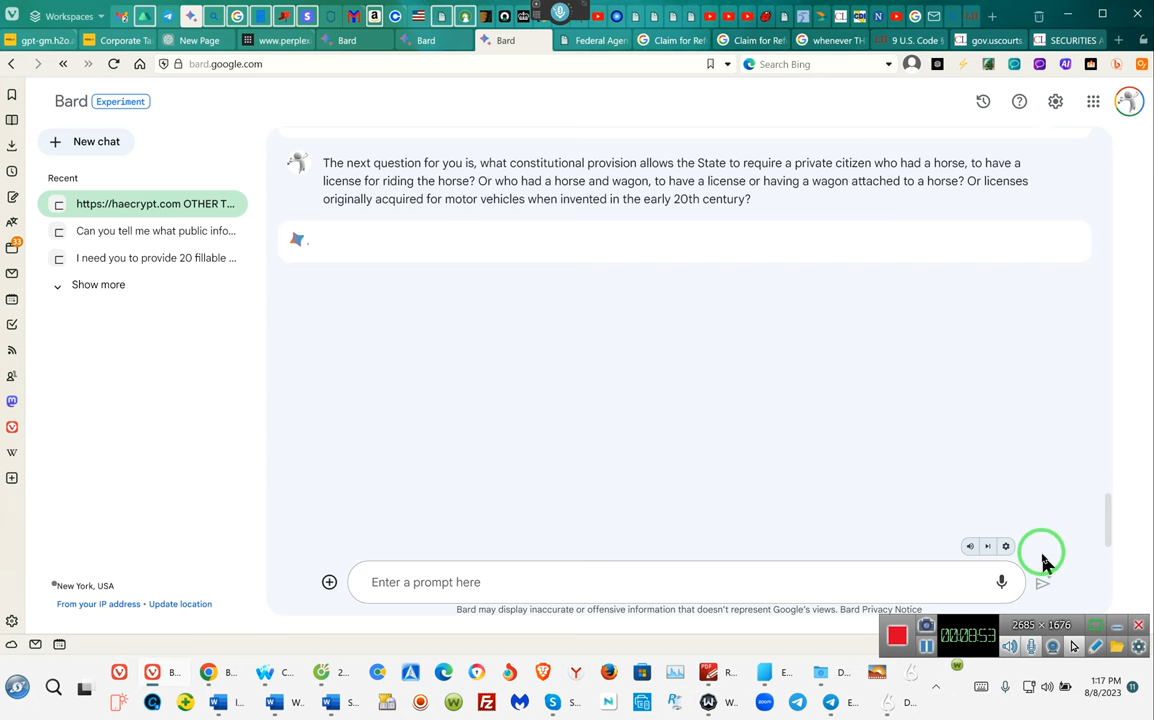 Workspaces
gpt-gm.h2o.
Corporate Ta
New Page
www.perplex
Bard
Bard
Bard
Federal Agen
Claim for Ref
Claim for Ref
whenever TH
9 U.S. Code §
gov.uscourts
SECURITIES A
bard.google.com
Search Bing
Bard
Experiment
New chat
Recent
https://haecrypt.com OTHER T...
Can you tell me what public info...
I need you to provide 20 fillable ...
Show more
The next question for you is, what constitutional provision allows the State to require a private citizen who had a horse, to have a
license for riding the horse? Or who had a horse and wagon, to have a license or having a wagon attached to a horse? Or licenses
originally acquired for motor vehicles when invented in the early 20th century?
33
Enter a prompt here
New York, USA
From your IP address • Update location
Bard may display inaccurate or offensive information that doesn't represent Google's views. Bard Privacy Notice
00:08:53
2685 × 1676
B...
B...
C...
G...
R...
E...
D...
I...
W...
S...
S...
N...
W...
E...
D...
1:17 PM
8/8/2023
11